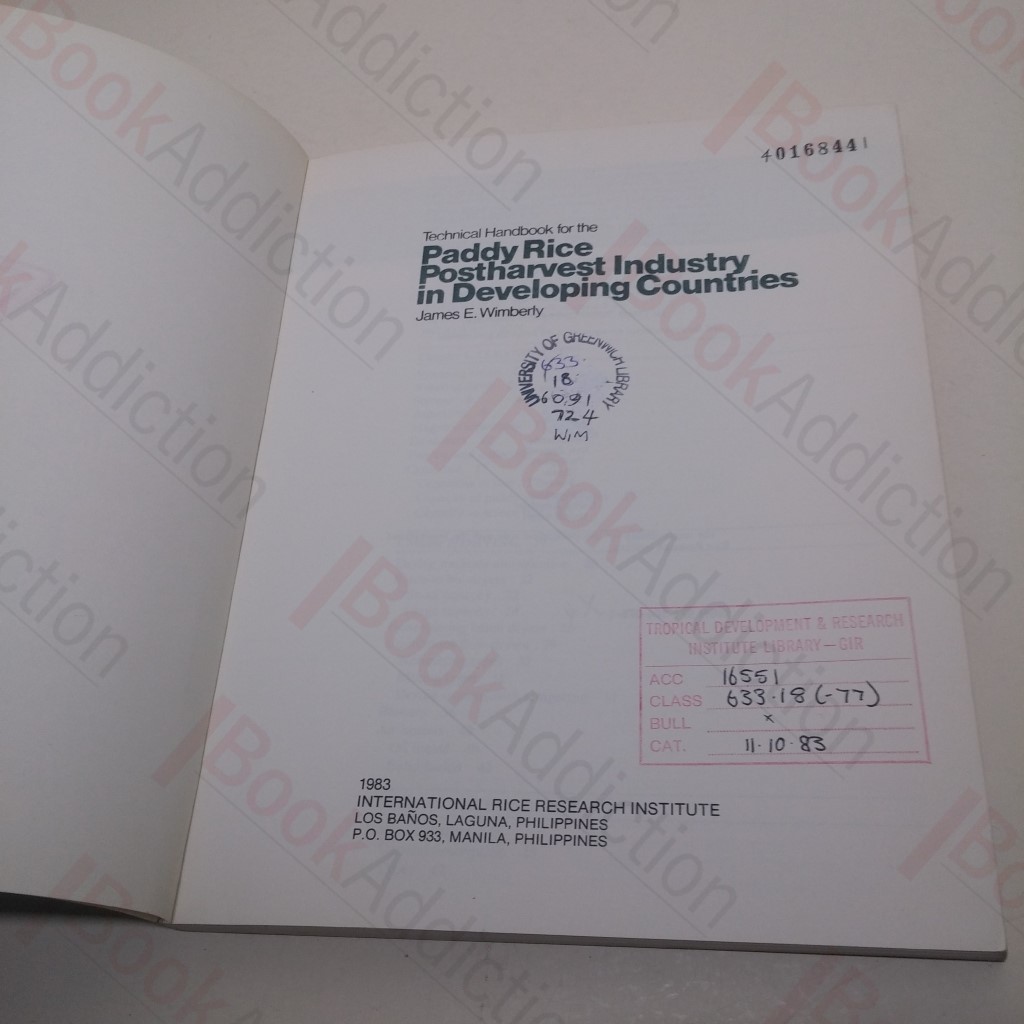 40168441
Technical Handbook for the
Paddy Rice
Postharvest Industry
in Developing Countries
James E. Wimberly
UNIVERSITY OF GREENWICH LIBRARY
633.
18
60,91
724
WIM
TROPICAL DEVELOPMENT & RESEARCH
INSTITUTE LIBRARY — GIR
ACC 16551
CLASS 633.18 (-77)
BULL x
CAT. 11.10.83
1983
INTERNATIONAL RICE RESEARCH INSTITUTE
LOS BAÑOS, LAGUNA, PHILIPPINES
P.O. BOX 933, MANILA, PHILIPPINES
BookAddiction